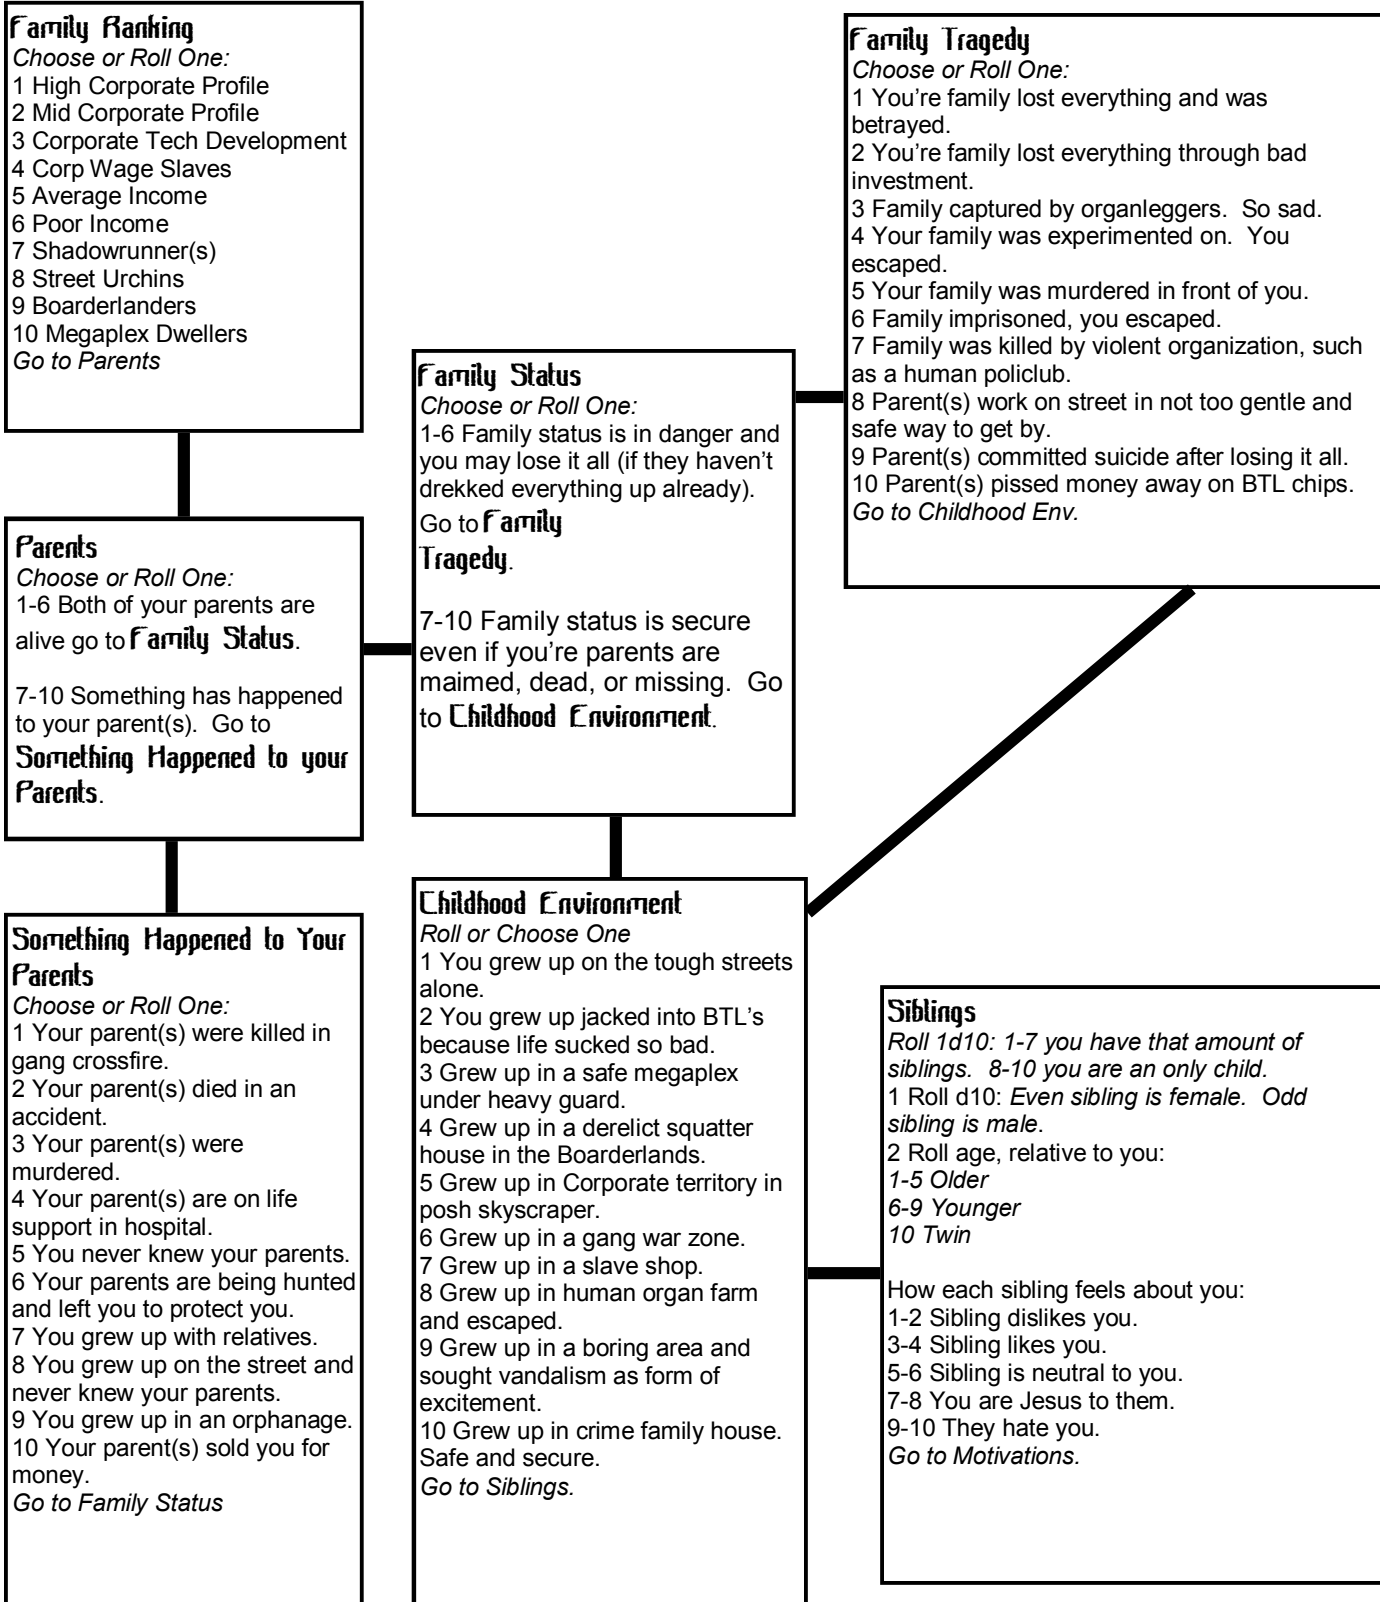 Family Ranking
Choose or Roll One:
1 High Corporate Profile
2 Mid Corporate Profile
3 Corporate Tech Development
4 Corp Wage Slaves
5 Average Income
6 Poor Income
7 Shadowrunner(s)
8 Street Urchins
9 Boarderlanders
10 Megaplex Dwellers
Go to Parents
Parents
Choose or Roll One:
1-6 Both of your parents are
alive go to Family Status.
7-10 Something has happened
to your parent(s).  Go to
Something Happened to your
Parents.
Something Happened to Your
Parents
Choose or Roll One:
1 Your parent(s) were killed in
gang crossfire.
2 Your parent(s) died in an
accident.
3 Your parent(s) were
murdered.
4 Your parent(s) are on life
support in hospital.
5 You never knew your parents.
6 Your parents are being hunted
and left you to protect you.
7 You grew up with relatives.
8 You grew up on the street and
never knew your parents.
9 You grew up in an orphanage.
10 Your parent(s) sold you for
money.
Go to Family Status
Family Status
Choose or Roll One:
1-6 Family status is in danger and
you may lose it all (if they haven't
drekked everything up already).
Go to Family
Tragedy.
7-10 Family status is secure
even if you're parents are
maimed, dead, or missing.  Go
to Childhood Environment.
Family Tragedy
Choose or Roll One:
1 You're family lost everything and was
betrayed.
2 You're family lost everything through bad
investment.
3 Family captured by organleggers.  So sad.
4 Your family was experimented on.  You
escaped.
5 Your family was murdered in front of you.
6 Family imprisoned, you escaped.
7 Family was killed by violent organization, such
as a human policlub.
8 Parent(s) work on street in not too gentle and
safe way to get by.
9 Parent(s) committed suicide after losing it all.
10 Parent(s) pissed money away on BTL chips.
Go to Childhood Env.
Childhood Environment
Roll or Choose One
1 You grew up on the tough streets
alone.
2 You grew up jacked into BTL's
because life sucked so bad.
3 Grew up in a safe megaplex
under heavy guard.
4 Grew up in a derelict squatter
house in the Boarderlands.
5 Grew up in Corporate territory in
posh skyscraper.
6 Grew up in a gang war zone.
7 Grew up in a slave shop.
8 Grew up in human organ farm
and escaped.
9 Grew up in a boring area and
sought vandalism as form of
excitement.
10 Grew up in crime family house.
Safe and secure.
Go to Siblings.
Siblings
Roll 1d10: 1-7 you have that amount of
siblings.  8-10 you are an only child.
1 Roll d10: Even sibling is female.  Odd
sibling is male.
2 Roll age, relative to you:
1-5 Older
6-9 Younger
10 Twin
How each sibling feels about you:
1-2 Sibling dislikes you.
3-4 Sibling likes you.
5-6 Sibling is neutral to you.
7-8 You are Jesus to them.
9-10 They hate you.
Go to Motivations.